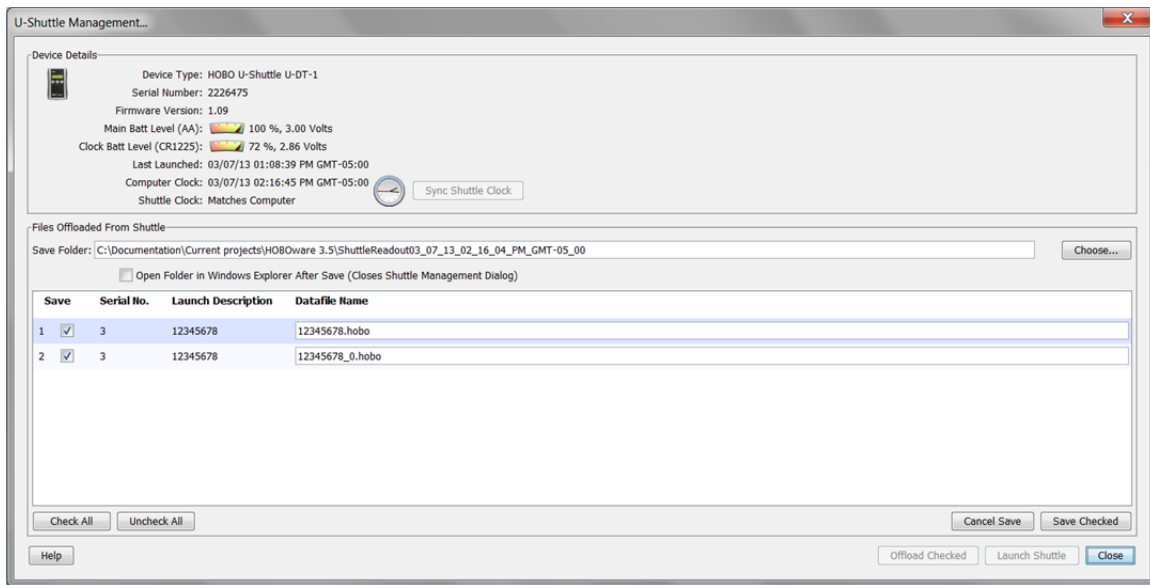 U-Shuttle Management...
Device Details
Device Type: HOBO U-Shuttle U-DT-1
Serial Number: 2226475
Firmware Version: 1.09
Main Batt Level (AA): 100 %, 3.00 Volts
Clock Batt Level (CR1225): 72 %, 2.86 Volts
Last Launched: 03/07/13 01:08:39 PM GMT-05:00
Computer Clock: 03/07/13 02:16:45 PM GMT-05:00
Shuttle Clock: Matches Computer
Sync Shuttle Clock
Files Offloaded From Shuttle
Save Folder: C:\Documentation\Current projects\HOBOware 3.5\ShuttleReadout03_07_13_02_16_04_PM_GMT-05_00 Choose...
Open Folder in Windows Explorer After Save (Closes Shuttle Management Dialog)
Save Serial No. Launch Description Datafile Name
1 3 12345678 12345678.hobo
2 3 12345678 12345678_0.hobo
Check All Uncheck All Cancel Save Save Checked
Help Offload Checked Launch Shuttle Close